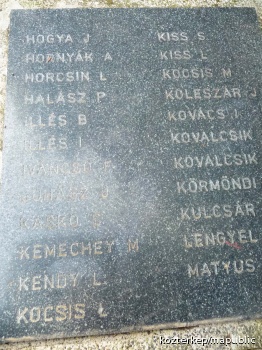 HOGYA J
HORNYÁK A
HORCSIN L
HALÁSZ P
ILLÉS B
ILLÉS I
KEMECHEY M
KENDY L.
KOCSIS L
KISS S
KISS L
KOCSIS M
KOLESZÁR J
KOVÁCS I
KOVALCSIK
KOVALCSIK
KÖRMÖNDI
KULCSÁR
LENGYEL
MATYUS
kozterkep/mapublic